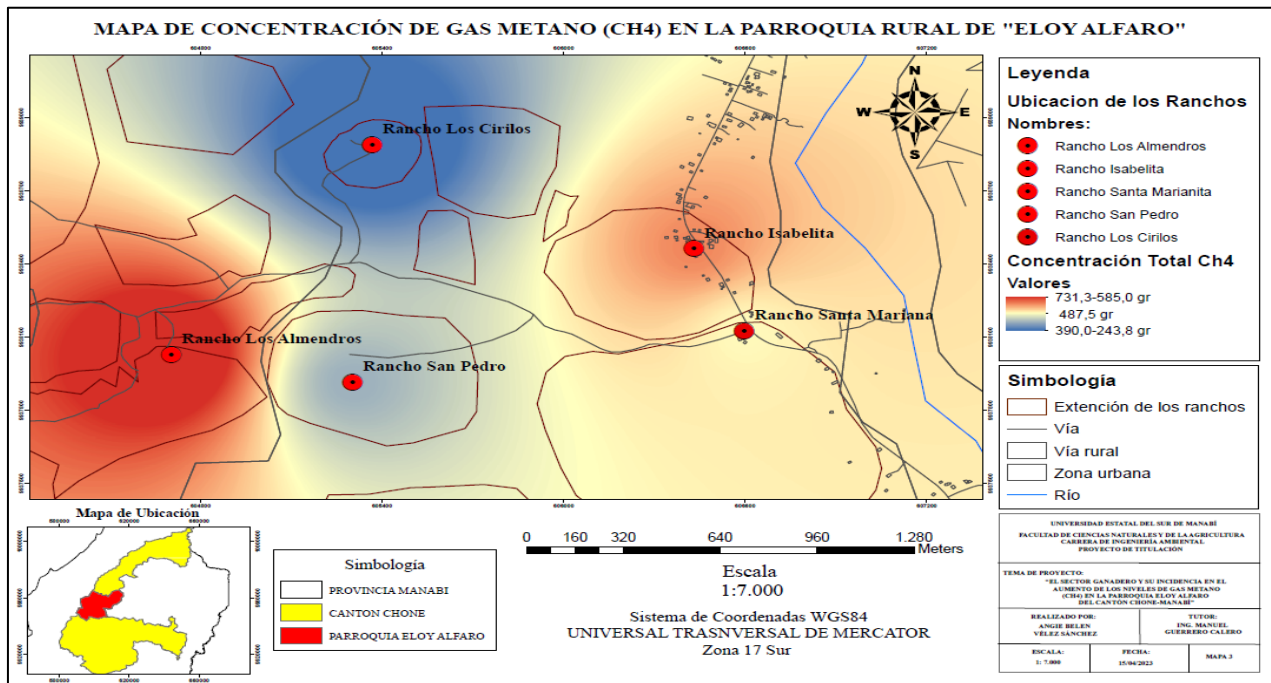 MAPA DE CONCENTRACIÓN DE GAS METANO (CH4) EN LA PARROQUIA RURAL DE "ELOY ALFARO"
604800
605400
606000
606600
607200
N
W E
S
Rancho Los Cirilos
Rancho Isabelita
Rancho Santa Mariana
Rancho Los Almendros
Rancho San Pedro
Leyenda
Ubicacion de los Ranchos
Nombres:
Rancho Los Almendros
Rancho Isabelita
Rancho Santa Marianita
Rancho San Pedro
Rancho Los Cirilos
Concentración Total Ch4
Valores
731,3-585,0 gr
487,5 gr
390,0-243,8 gr
Simbología
Extención de los ranchos
Vía
Vía rural
Zona urbana
Río
Mapa de Ubicación
Simbología
PROVINCIA MANABI
CANTON CHONE
PARROQUIA ELOY ALFARO
0 160 320 640 960 1.280
Meters
Escala
1:7.000
Sistema de Coordenadas WGS84
UNIVERSAL TRASNVERSAL DE MERCATOR
Zona 17 Sur
UNIVERSIDAD ESTATAL DEL SUR DE MANABÍ
FACULTAD DE CIENCIAS NATURALES Y DE LA AGRICULTURA
CARRERA DE INGENIERÍA AMBIENTAL
PROYECTO DE TITULACIÓN
TEMA DE PROYECTO:
"EL SECTOR GANADERO Y SU INCIDENCIA EN EL
AUMENTO DE LOS NIVELES DE GAS METANO
(CH4) EN LA PARROQUIA ELOY ALFARO
DEL CANTÓN CHONE-MANABÍ"
REALIZADO POR:
ANGIE BELEN
VÉLEZ SÁNCHEZ
TUTOR:
ING. MANUEL
GUERRERO CALERO
ESCALA:
1: 7.000
FECHA:
15/04/2023
MAPA 3